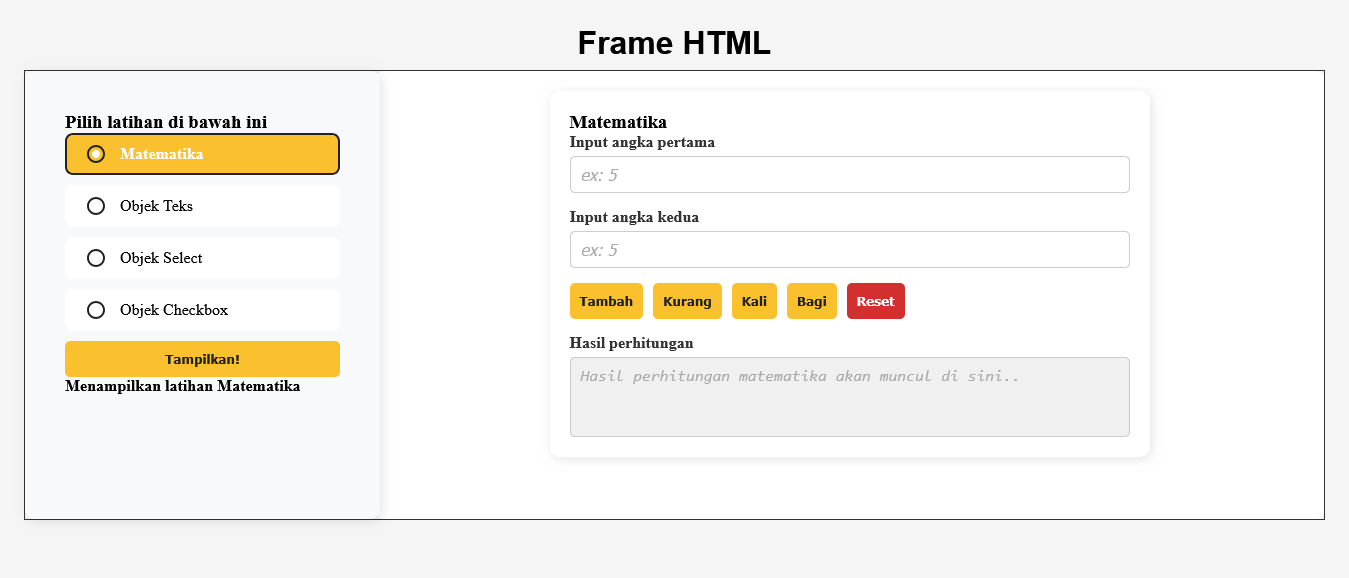 Frame HTML
Pilih latihan di bawah ini
Matematika
Objek Teks
Objek Select
Objek Checkbox
Tampilkan!
Menampilkan latihan Matematika
Matematika
Input angka pertama
ex: 5
Input angka kedua
ex: 5
Tambah Kurang Kali Bagi Reset
Hasil perhitungan
Hasil perhitungan matematika akan muncul di sini..